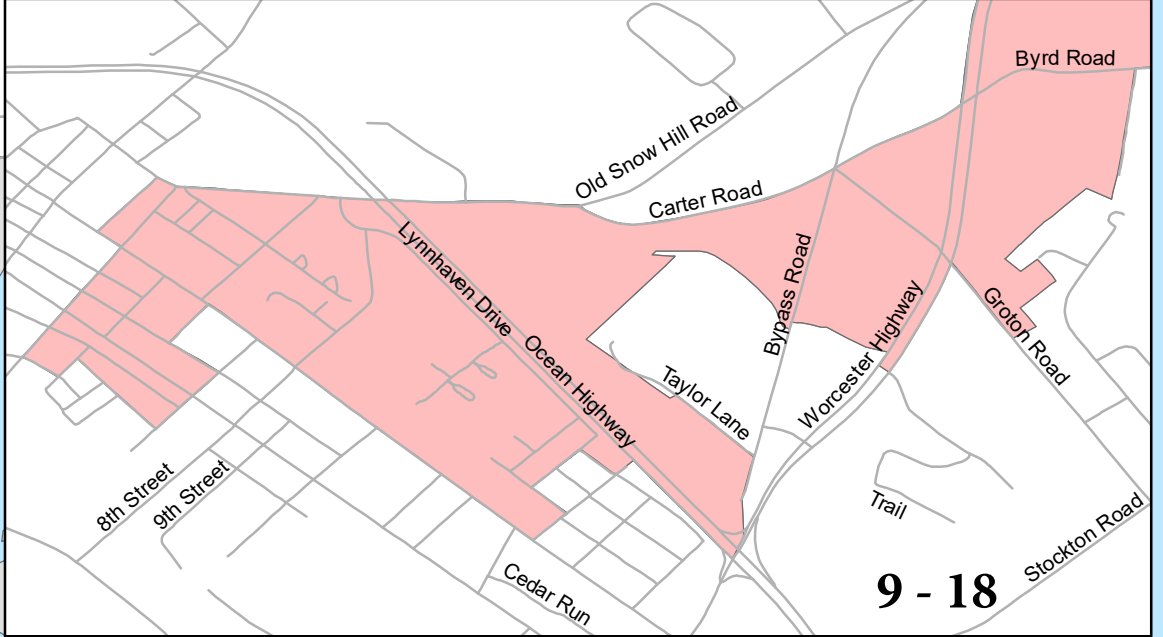 Byrd Road
Old Snow Hill Road
Carter Road
Lynnhaven Drive
Bypass Road
Groton Road
Worcester Highway
Ocean Highway
Taylor Lane
8th Street
9th Street
Trail
Stockton Road
Cedar Run
9 - 18